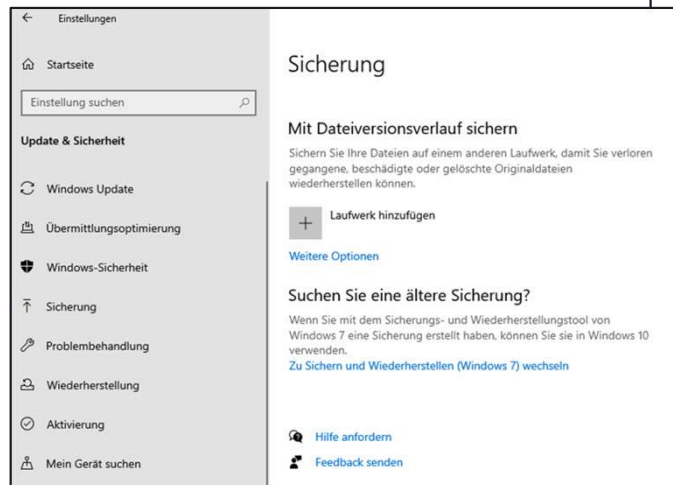 Einstellungen
Startseite
Einstellung suchen
Update & Sicherheit
Windows Update
Übermittlungsoptimierung
Windows-Sicherheit
Sicherung
Problembehandlung
Wiederherstellung
Aktivierung
Mein Gerät suchen
Sicherung
Mit Dateiversionsverlauf sichern
Sichern Sie Ihre Dateien auf einem anderen Laufwerk, damit Sie verloren
gegangene, beschädigte oder gelöschte Originaldateien
wiederherstellen können.
Laufwerk hinzufügen
Weitere Optionen
Suchen Sie eine ältere Sicherung?
Wenn Sie mit dem Sicherungs- und Wiederherstellungstool von
Windows 7 eine Sicherung erstellt haben, können Sie sie in Windows 10
verwenden.
Zu Sichern und Wiederherstellen (Windows 7) wechseln
Hilfe anfordern
Feedback senden